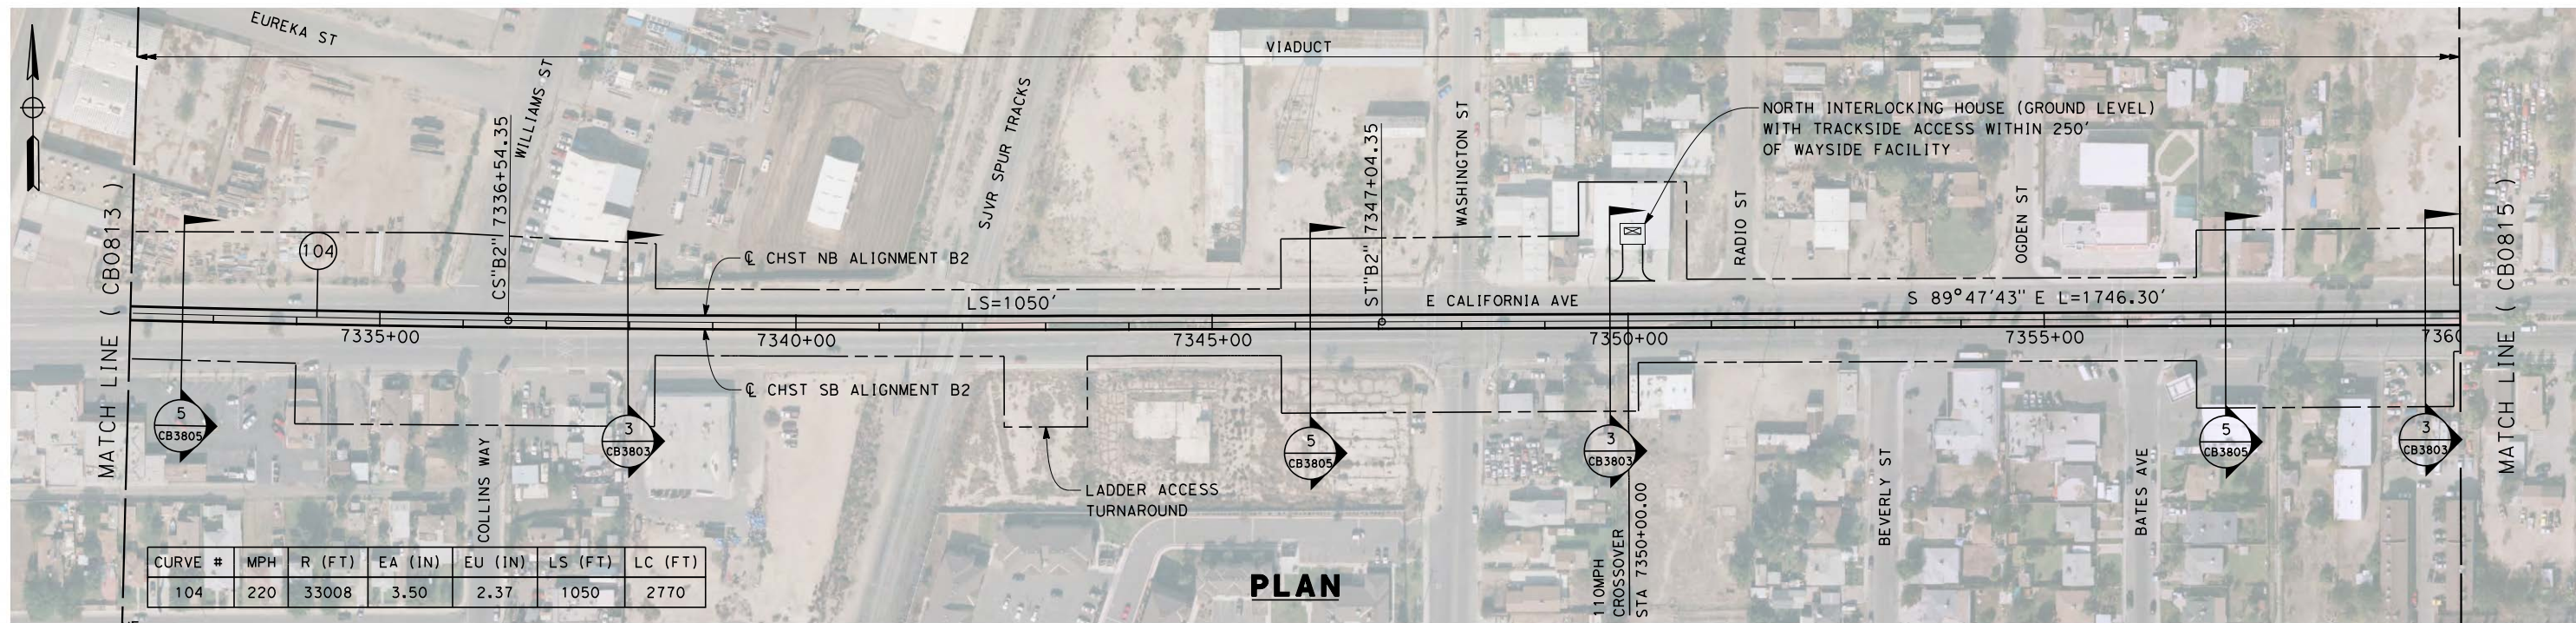 EUREKA ST
VIADUCT
WILLIAMS ST
SJVR SPUR TRACKS
WASHINGTON ST
NORTH INTERLOCKING HOUSE (GROUND LEVEL)
WITH TRACKSIDE ACCESS WITHIN 250'
OF WAYSIDE FACILITY
RADIO ST
OGDEN ST
MATCH LINE ( CB0813 )
104
CS"B2" 7336+54.35
℄ CHST NB ALIGNMENT B2
LS=1050'
ST"B2" 7347+04.35
E CALIFORNIA AVE
S 89°47'43" E L=1746.30'
MATCH LINE ( CB0815 )
7335+00
7340+00
7345+00
7350+00
7355+00
7360
℄ CHST SB ALIGNMENT B2
5
CB3805
3
CB3803
5
CB3805
3
CB3803
5
CB3805
3
CB3803
COLLINS WAY
LADDER ACCESS
TURNAROUND
110MPH
CROSSOVER
STA 7350+00.00
BEVERLY ST
BATES AVE
CURVE # MPH R (FT) EA (IN) EU (IN) LS (FT) LC (FT)
104 220 33008 3.50 2.37 1050 2770
PLAN